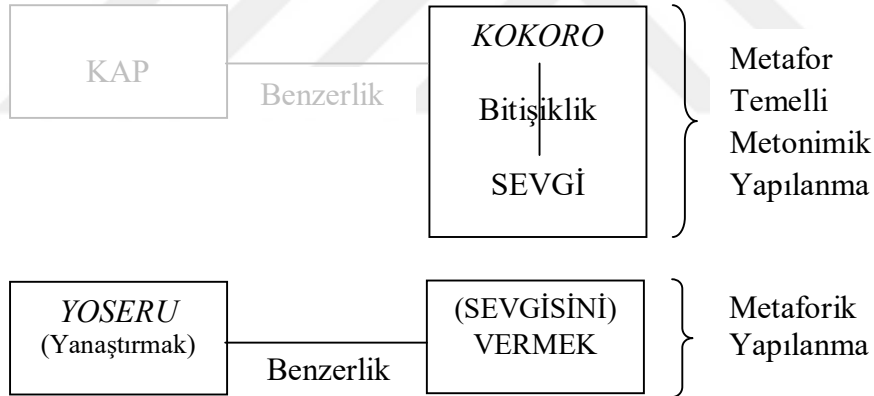 KAP
Benzerlik
KOKORO
Bitişiklik
SEVGİ
Metafor
Temelli
Metonimik
Yapılanma
YOSERU
(Yanaştırmak)
Benzerlik
(SEVGİSİNİ)
VERMEK
Metaforik
Yapılanma